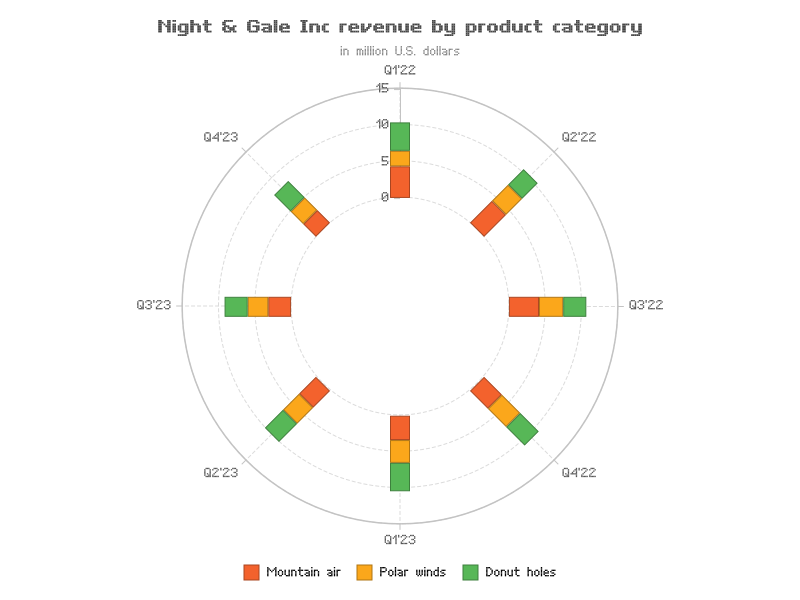 Night & Gale Inc revenue by product category
in million U.S. dollars
Q1'22
15
10
5
0
Q2'22
Q3'22
Q4'22
Q1'23
Q2'23
Q3'23
Q4'23
Mountain air
Polar winds
Donut holes